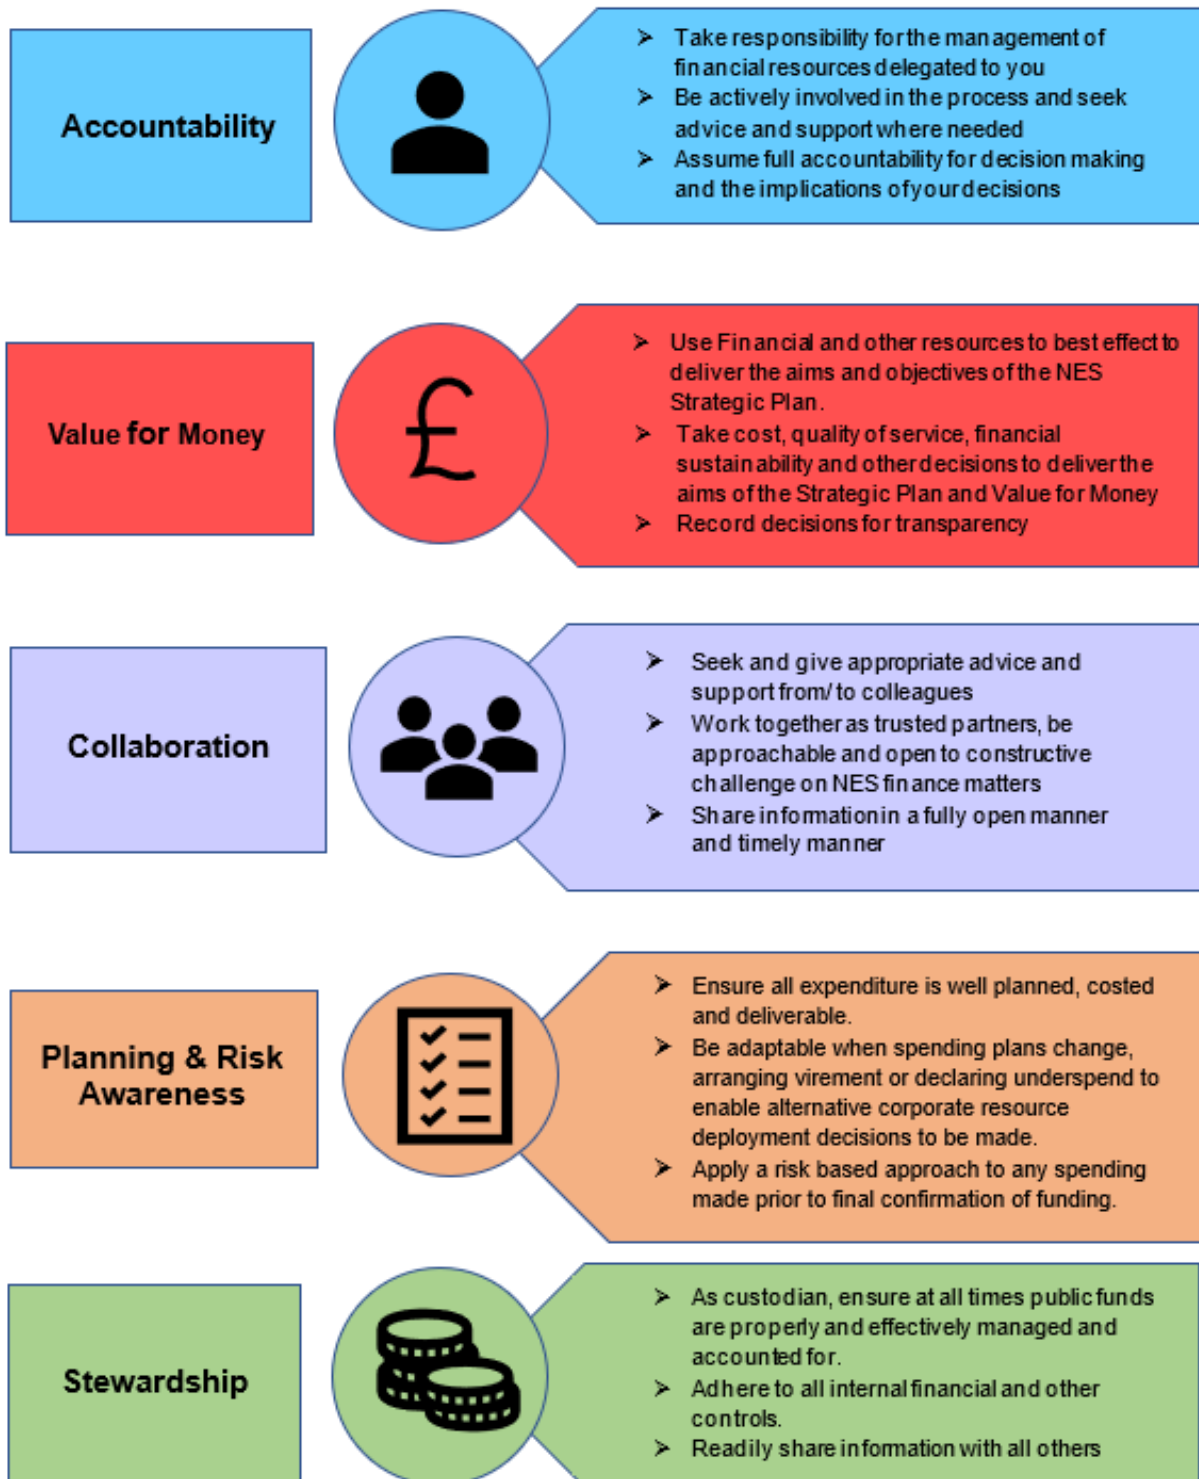 Accountability
➤ Take responsibility for the management of
financial resources delegated to you
➤ Be actively involved in the process and seek
advice and support where needed
➤ Assume full accountability for decision making
and the implications of your decisions
Value for Money
£
➤ Use Financial and other resources to best effect to
deliver the aims and objectives of the NES
Strategic Plan.
➤ Take cost, quality of service, financial
sustainability and other decisions to deliver the
aims of the Strategic Plan and Value for Money
➤ Record decisions for transparency
Collaboration
➤ Seek and give appropriate advice and
support from/ to colleagues
➤ Work together as trusted partners, be
approachable and open to constructive
challenge on NES finance matters
➤ Share information in a fully open manner
and timely manner
Planning & Risk
Awareness
➤ Ensure all expenditure is well planned, costed
and deliverable.
➤ Be adaptable when spending plans change,
arranging virement or declaring underspend to
enable alternative corporate resource
deployment decisions to be made.
➤ Apply a risk based approach to any spending
made prior to final confirmation of funding.
Stewardship
➤ As custodian, ensure at all times public funds
are properly and effectively managed and
accounted for.
➤ Adhere to all internal financial and other
controls.
➤ Readily share information with all others